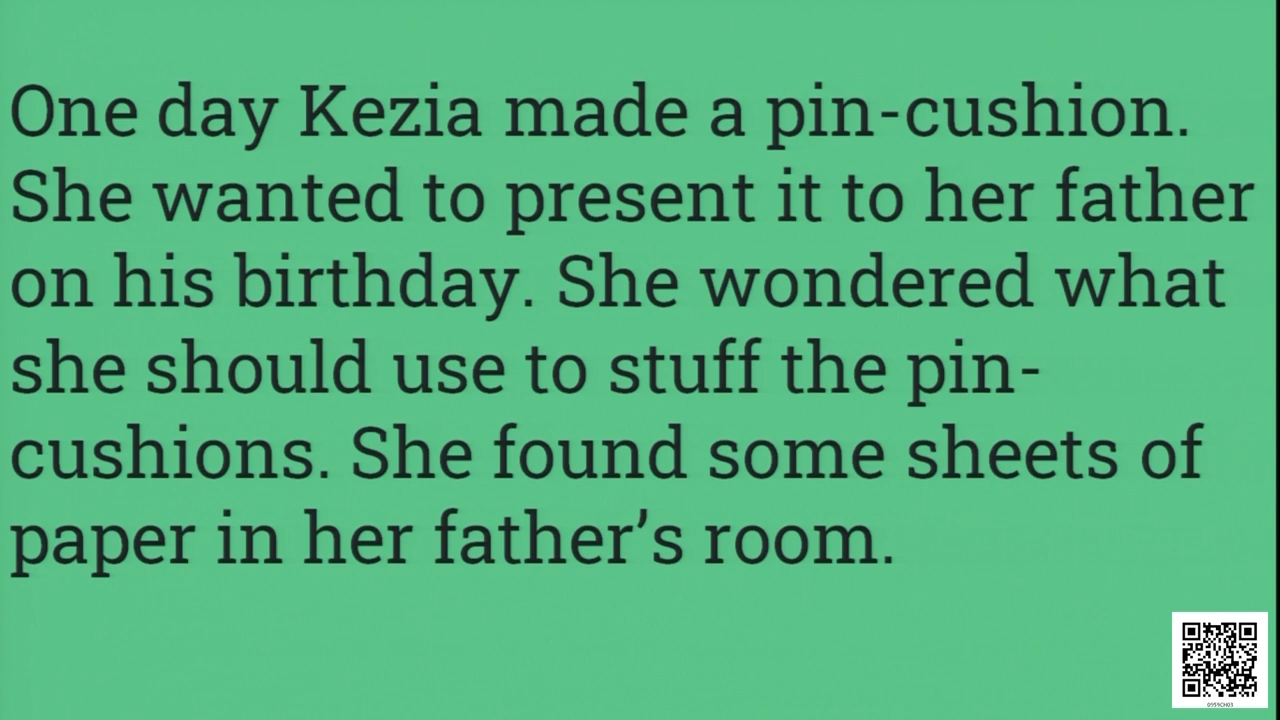 One day Kezia made a pin-cushion.
She wanted to present it to her father
on his birthday. She wondered what
she should use to stuff the pin-
cushions. She found some sheets of
paper in her father’s room.
0959CH03